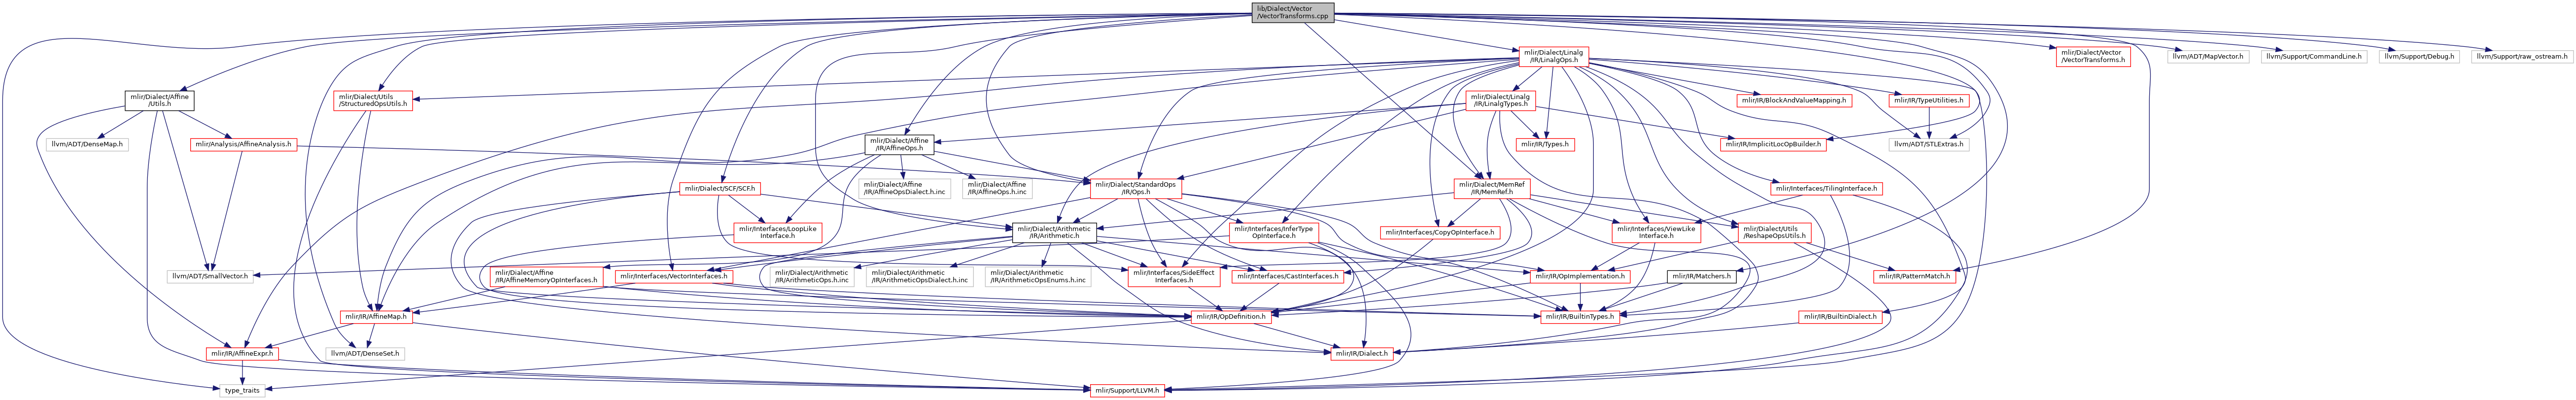 lib/Dialect/Vector
/VectorTransforms.cpp
mlir/Dialect/Linalg
/IR/LinalgOps.h
mlir/Dialect/Vector
/VectorTransforms.h
llvm/ADT/MapVector.h
llvm/Support/CommandLine.h
llvm/Support/Debug.h
llvm/Support/raw_ostream.h
mlir/Dialect/Affine
/Utils.h
mlir/Dialect/Utils
/StructuredOpsUtils.h
mlir/Dialect/Linalg
/IR/LinalgTypes.h
mlir/IR/BlockAndValueMapping.h
mlir/IR/TypeUtilities.h
llvm/ADT/DenseMap.h
mlir/Analysis/AffineAnalysis.h
mlir/Dialect/Affine
/IR/AffineOps.h
mlir/IR/Types.h
mlir/IR/ImplicitLocOpBuilder.h
llvm/ADT/STLExtras.h
mlir/Dialect/SCF/SCF.h
mlir/Dialect/Affine
/IR/AffineOpsDialect.h.inc
mlir/Dialect/Affine
/IR/AffineOps.h.inc
mlir/Dialect/StandardOps
/IR/Ops.h
mlir/Dialect/MemRef
/IR/MemRef.h
mlir/Interfaces/TilingInterface.h
mlir/Interfaces/LoopLike
Interface.h
mlir/Dialect/Arithmetic
/IR/Arithmetic.h
mlir/Interfaces/InferType
OpInterface.h
mlir/Interfaces/CopyOpInterface.h
mlir/Interfaces/ViewLike
Interface.h
mlir/Dialect/Utils
/ReshapeOpsUtils.h
llvm/ADT/SmallVector.h
mlir/Dialect/Affine
/IR/AffineMemoryOpInterfaces.h
mlir/Interfaces/VectorInterfaces.h
mlir/Dialect/Arithmetic
/IR/ArithmeticOps.h.inc
mlir/Dialect/Arithmetic
/IR/ArithmeticOpsDialect.h.inc
mlir/Dialect/Arithmetic
/IR/ArithmeticOpsEnums.h.inc
mlir/Interfaces/SideEffect
Interfaces.h
mlir/Interfaces/CastInterfaces.h
mlir/IR/OpImplementation.h
mlir/IR/Matchers.h
mlir/IR/PatternMatch.h
mlir/IR/AffineMap.h
mlir/IR/OpDefinition.h
mlir/IR/BuiltinTypes.h
mlir/IR/BuiltinDialect.h
mlir/IR/AffineExpr.h
llvm/ADT/DenseSet.h
mlir/IR/Dialect.h
type_traits
mlir/Support/LLVM.h